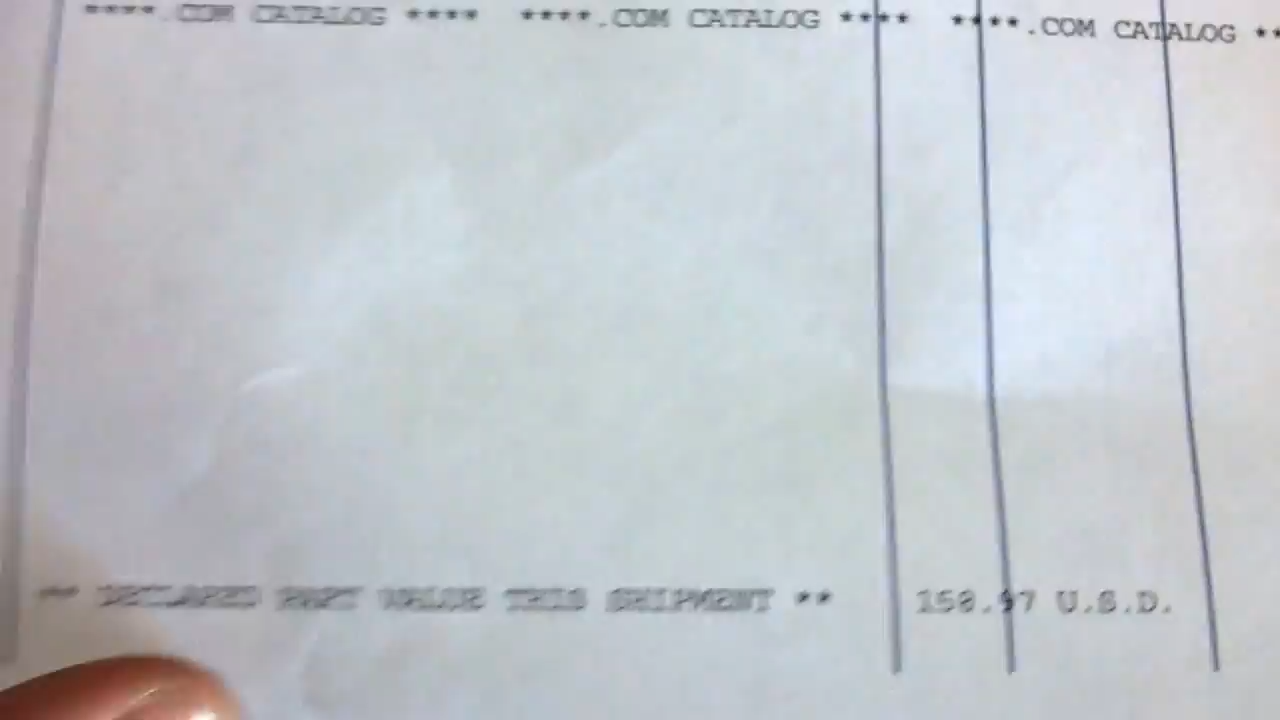 ****.COM CATALOG **** ****.COM CATALOG **** ****.COM CATALOG **
** DECLARED PART VALUE THIS SHIPMENT ** 158.97 U.S.D.